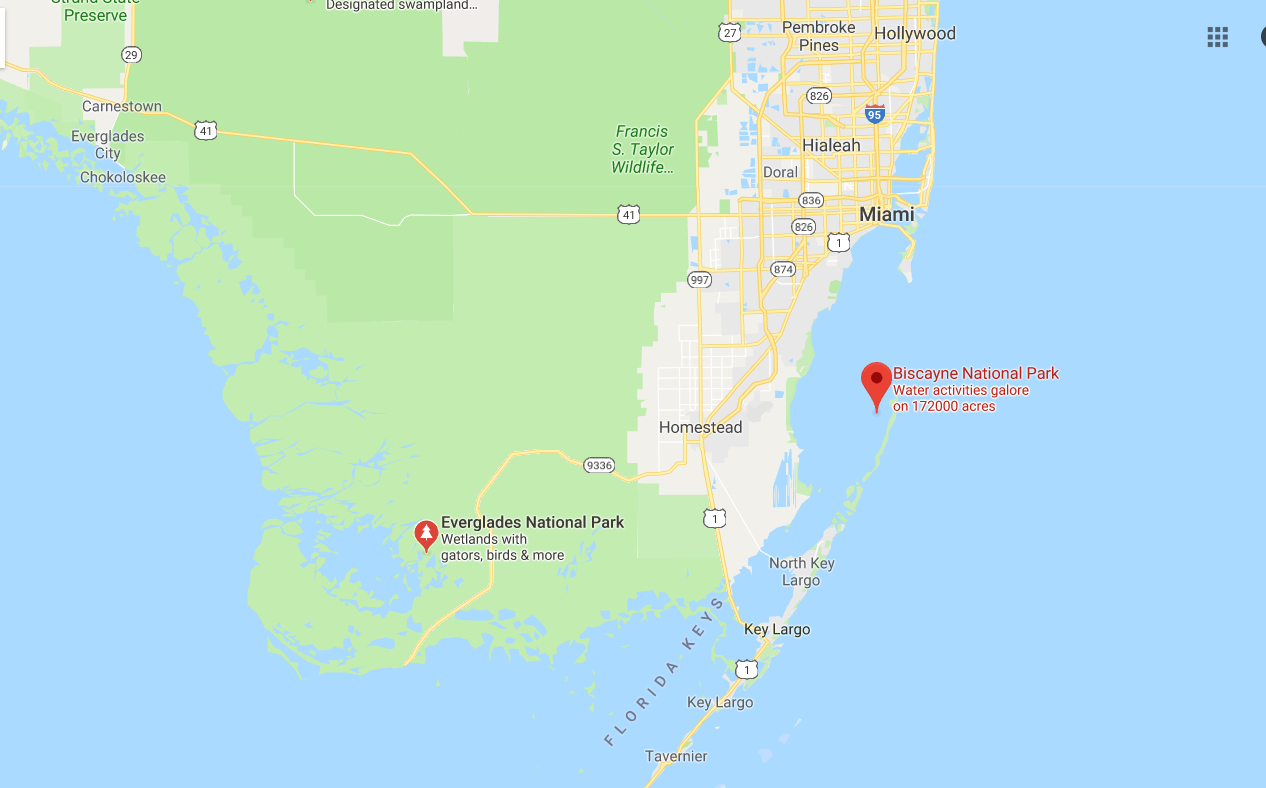 Strand State
Preserve
Designated swampland...
27
Pembroke
Pines
Hollywood
29
826
95
Carnestown
41
Everglades
City
Chokoloskee
Francis
S. Taylor
Wildlife...
Hialeah
Doral
836
41
826
Miami
1
874
997
Biscayne National Park
Water activities galore
on 172000 acres
Homestead
9336
1
Everglades National Park
Wetlands with
gators, birds & more
North Key
Largo
FLORIDA KEYS
Key Largo
1
Key Largo
Tavernier